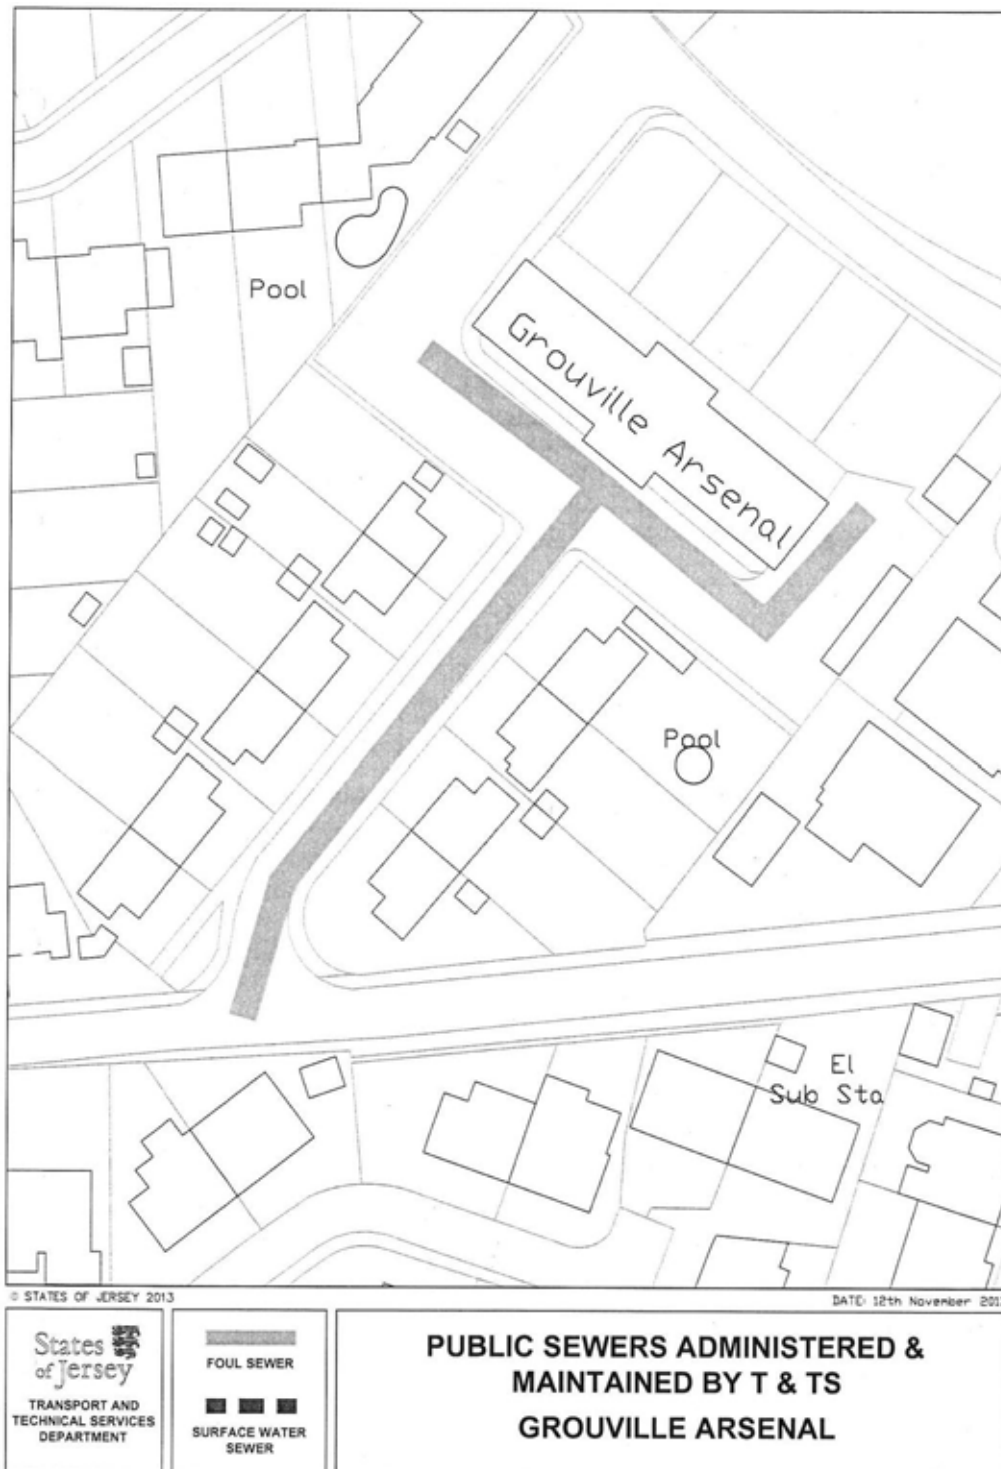 Pool
Grouville Arsenal
Pool
El
Sub Sta
© STATES OF JERSEY 2013
DATE: 12th November
States
of Jersey
TRANSPORT AND
TECHNICAL SERVICES
DEPARTMENT
FOUL SEWER
SURFACE WATER
SEWER
PUBLIC SEWERS ADMINISTERED &
MAINTAINED BY T & TS
GROUVILLE ARSENAL